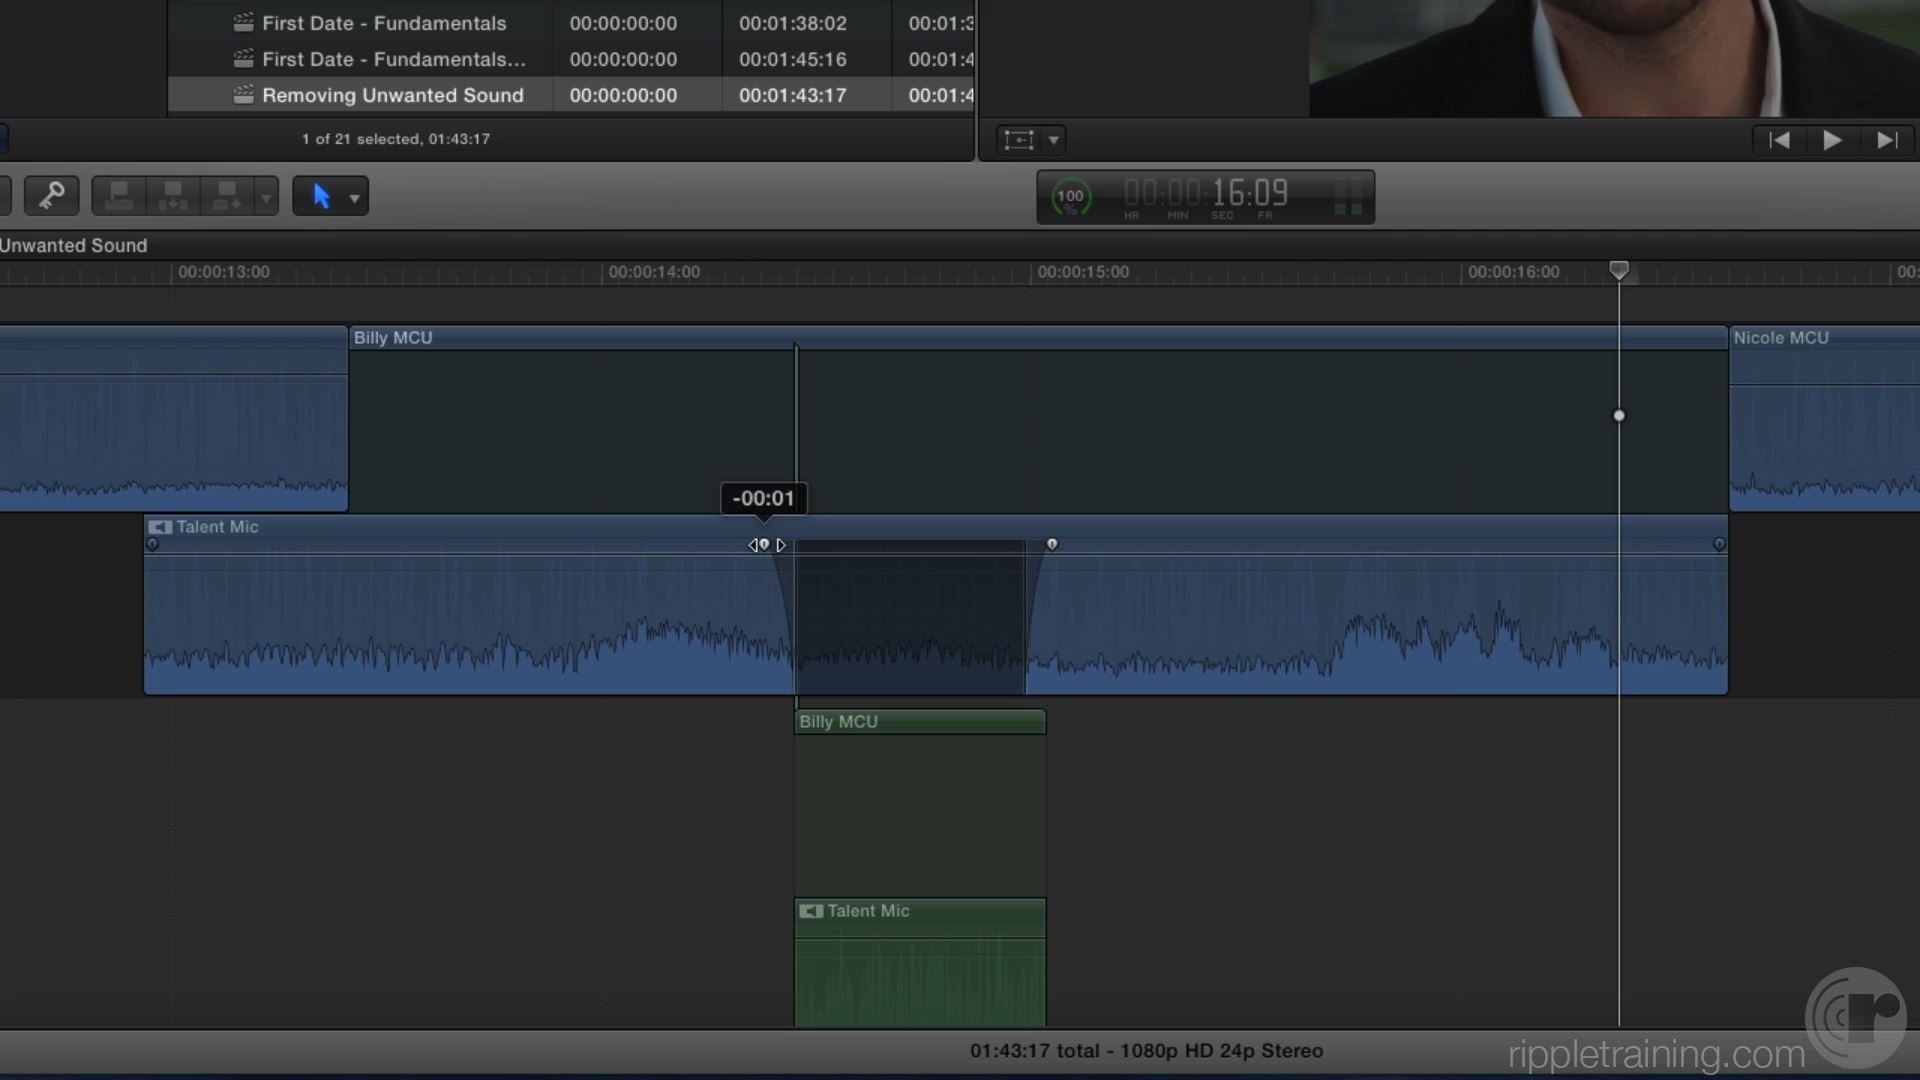 First Date - Fundamentals 00:00:00:00 00:01:38:02 00:01:3
First Date - Fundamentals... 00:00:00:00 00:01:45:16 00:01:4
Removing Unwanted Sound 00:00:00:00 00:01:43:17 00:01:4
1 of 21 selected, 01:43:17
100 % 00:00:16:09
HR MIN SEC FR
Unwanted Sound
00:00:13:00 00:00:14:00 00:00:15:00 00:00:16:00 00:
Billy MCU Nicole MCU
-00:01
Talent Mic
Billy MCU
Talent Mic
01:43:17 total - 1080p HD 24p Stereo
rippletraining.com